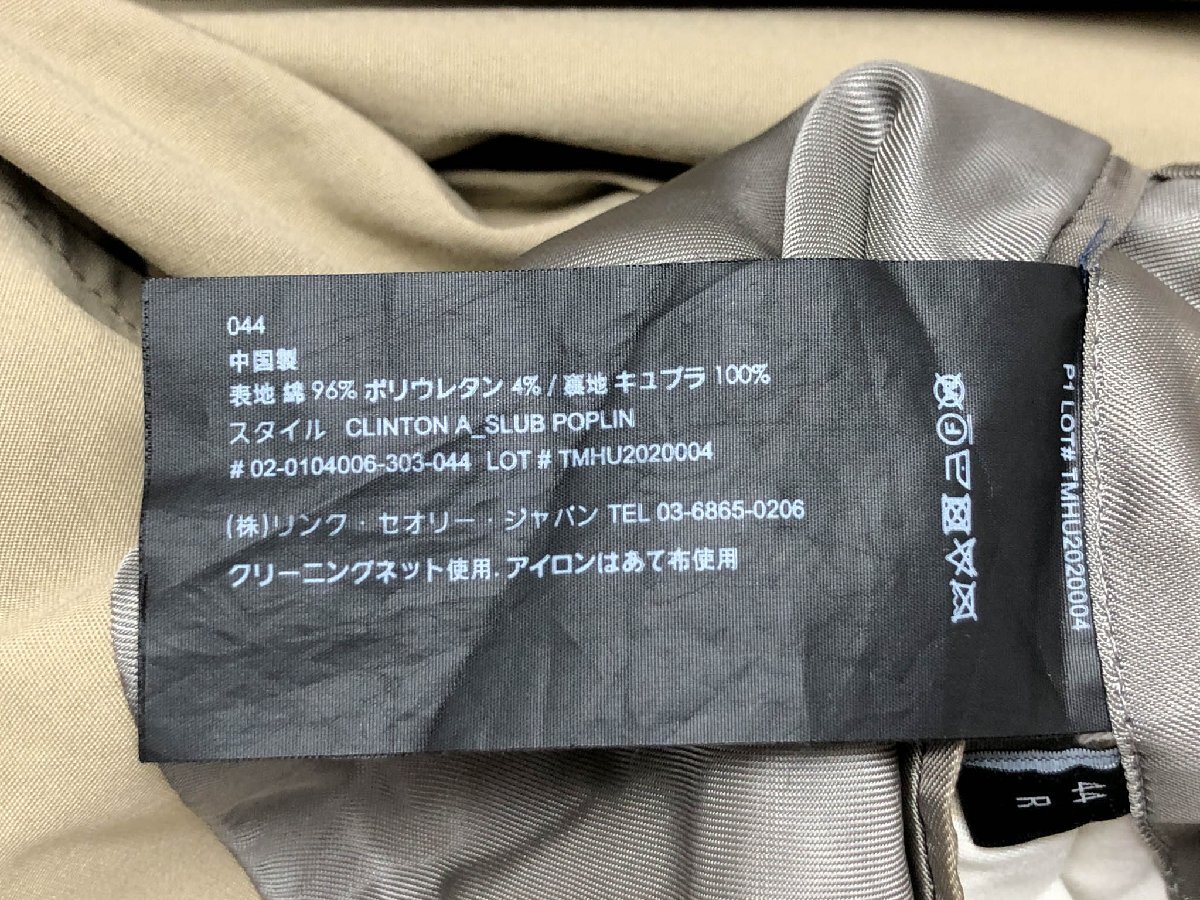 044
中国製
表地 綿 96% ポリウレタン 4% / 裏地 キュプラ 100%
スタイル CLINTON A_SLUB POPLIN
# 02-0104006-303-044 LOT # TMHU2020004
(株)リンク・セオリー・ジャパン TEL 03-6865-0206
クリーニングネット使用. アイロンはあて布使用
F
P1 LOT# TMHU2020004
44
R